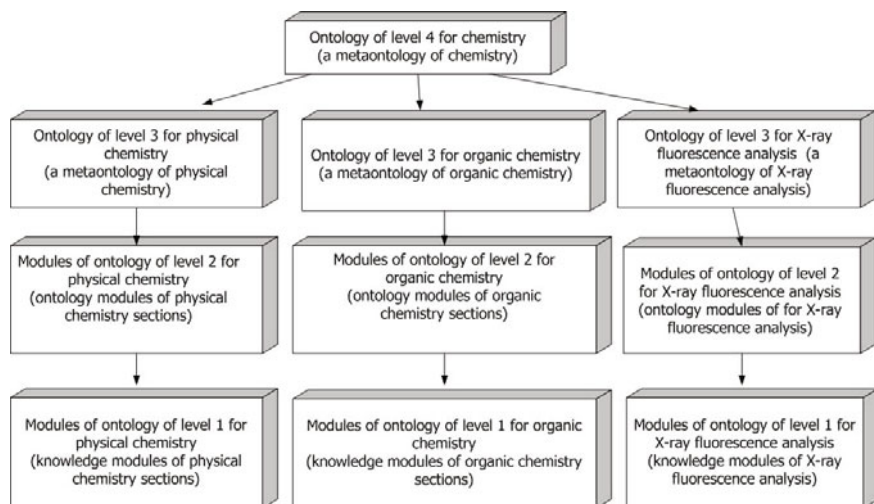 Ontology of level 4 for chemistry
(a metaontology of chemistry)
Ontology of level 3 for physical
chemistry
(a metaontology of physical
chemistry)
Ontology of level 3 for organic chemistry
(a metaontology of organic chemistry)
Ontology of level 3 for X-ray
fluorescence analysis (a
metaontology of X-ray
fluorescence analysis)
Modules of ontology of level 2 for
physical chemistry
(ontology modules of physical
chemistry sections)
Modules of ontology of level 2 for
organic chemistry
(ontology modules of organic
chemistry sections)
Modules of ontology of level 2
for X-ray fluorescence analysis
(ontology modules of for X-ray
fluorescence analysis)
Modules of ontology of level 1 for
physical chemistry
(knowledge modules of physical
chemistry sections)
Modules of ontology of level 1 for organic
chemistry
(knowledge modules of organic chemistry
sections)
Modules of ontology of level 1 for
X-ray fluorescence analysis
(knowledge modules of X-ray
fluorescence analysis)